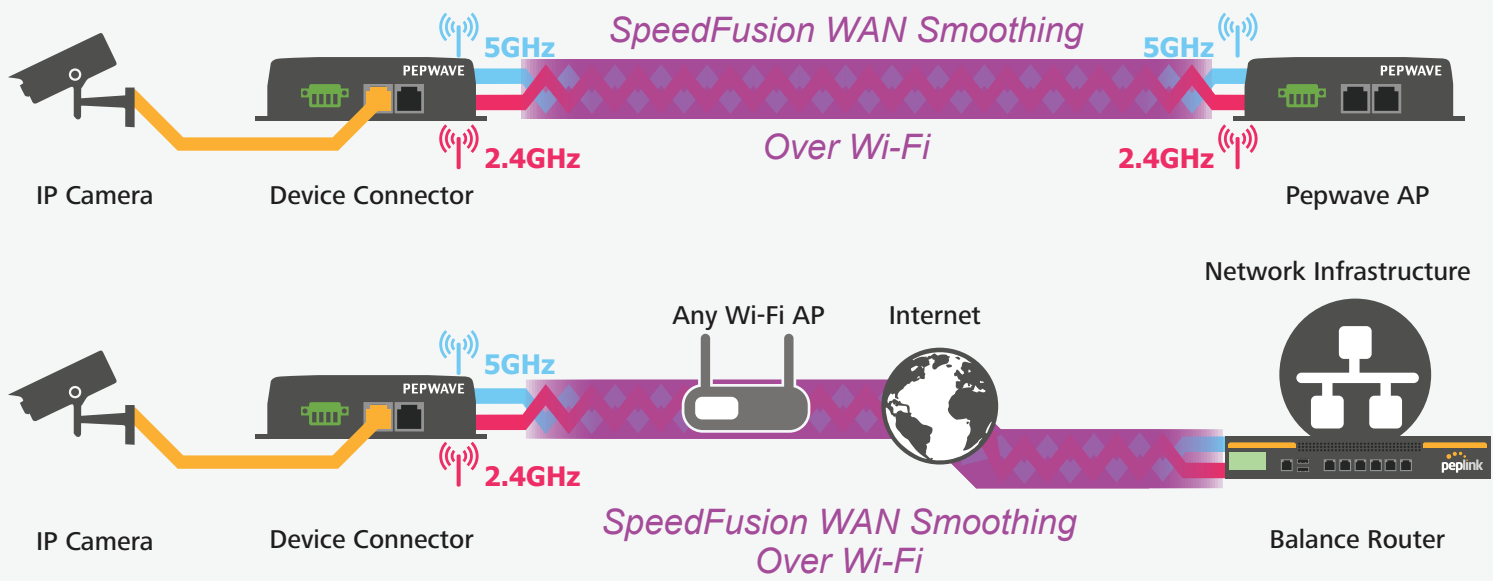 SpeedFusion WAN Smoothing
5GHz
5GHz
PEPWAVE
PEPWAVE
Over Wi-Fi
2.4GHz
2.4GHz
IP Camera
Device Connector
Pepwave AP
Network Infrastructure
Any Wi-Fi AP
Internet
5GHz
PEPWAVE
peplink
2.4GHz
SpeedFusion WAN Smoothing
Over Wi-Fi
IP Camera
Device Connector
Balance Router